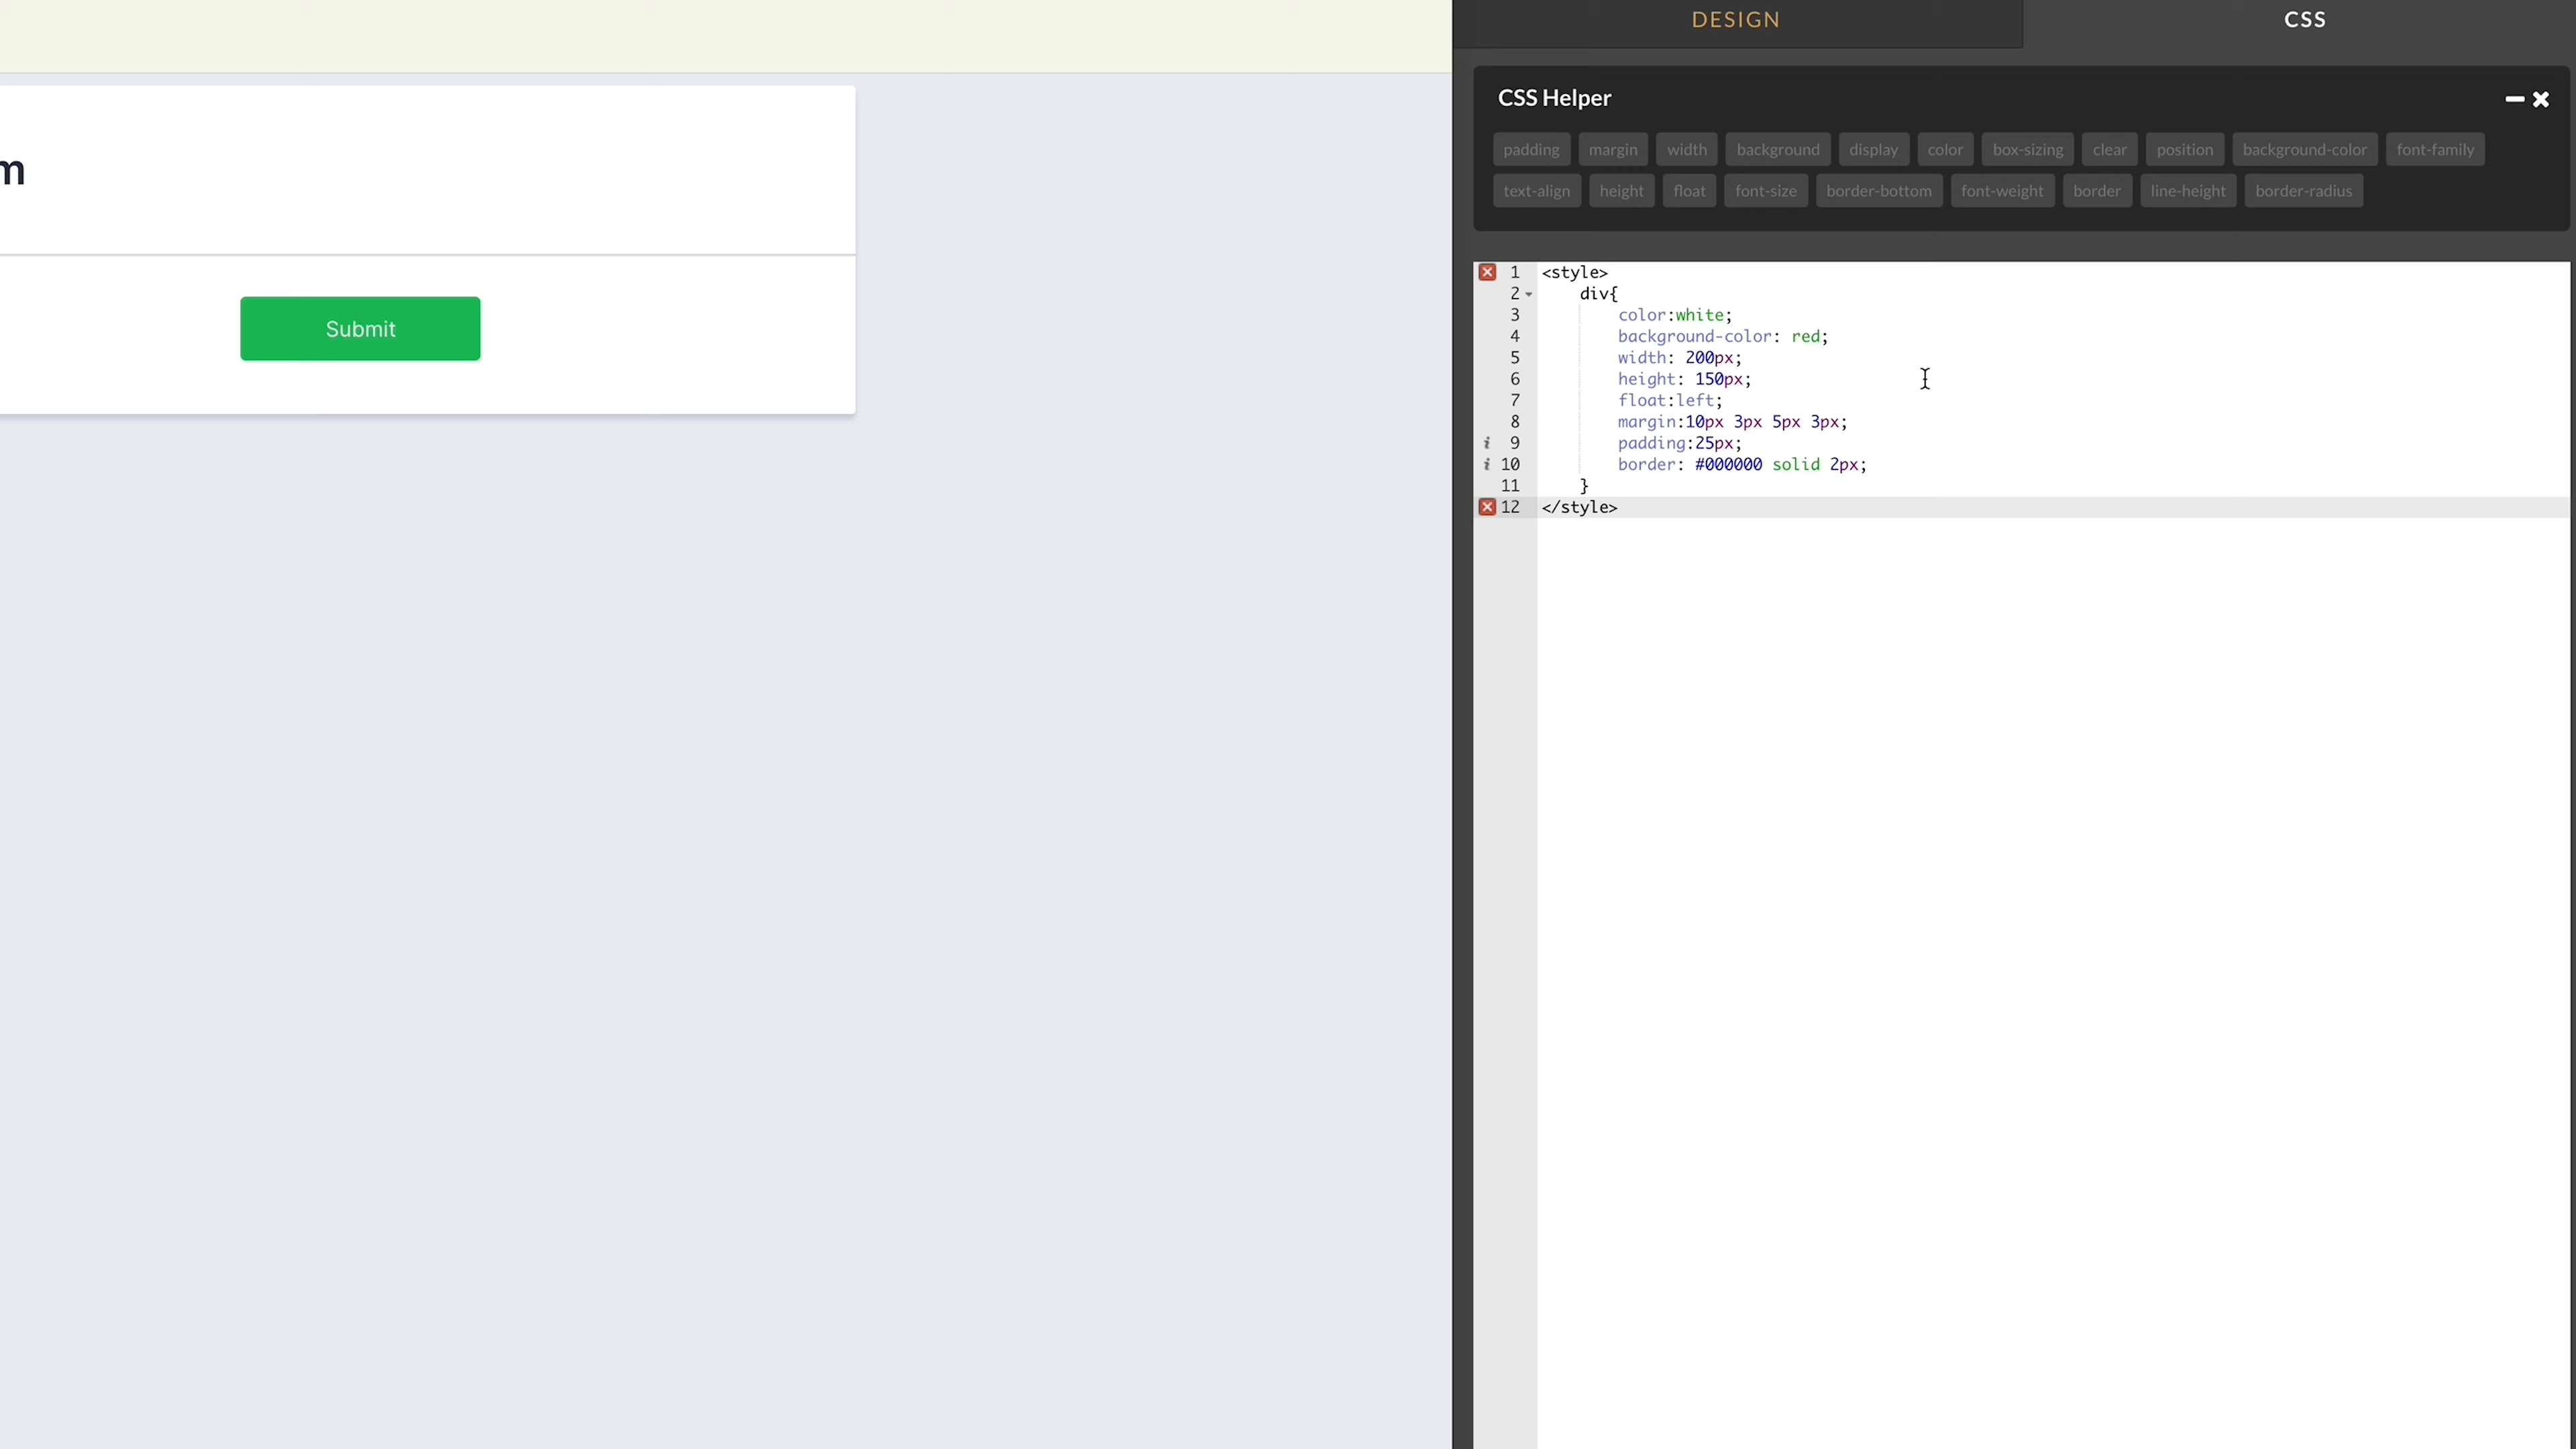 DESIGN
CSS
CSS Helper
padding margin width background display color box-sizing clear position background-color font-family
text-align height float font-size border-bottom font-weight border line-height border-radius
m
Submit
1 <style>
2 div{
3 color:white;
4 background-color: red;
5 width: 200px;
6 height: 150px;
7 float:left;
8 margin:10px 3px 5px 3px;
i 9 padding:25px;
i 10 border: #000000 solid 2px;
11 }
12 </style>